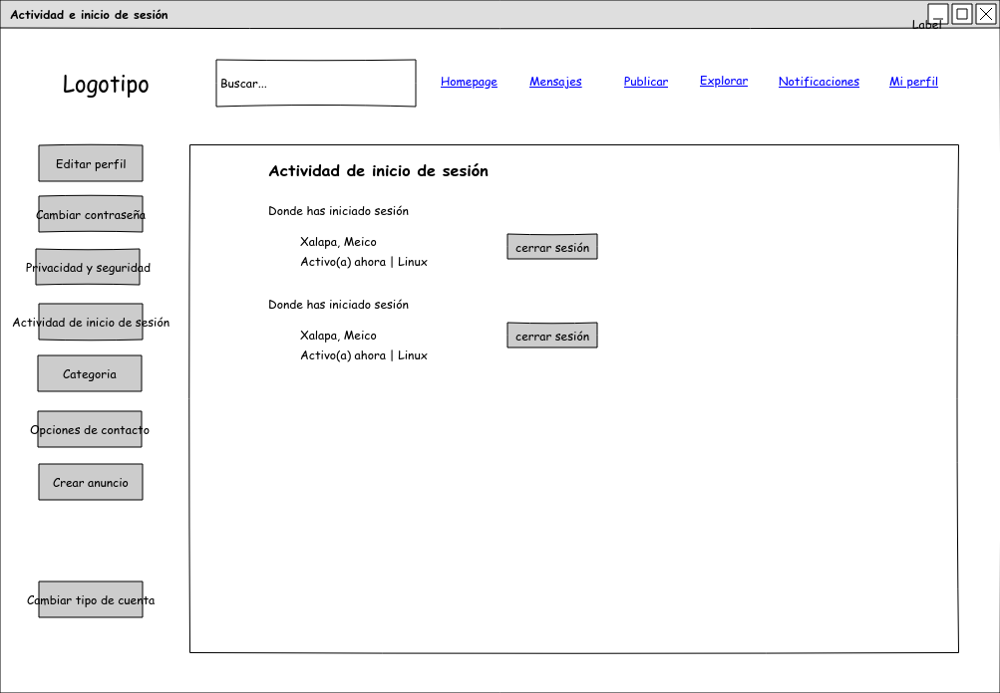 Actividad e inicio de sesión
Label
Logotipo
Buscar...
Homepage
Mensajes
Publicar
Explorar
Notificaciones
Mi perfil
Editar perfil
Cambiar contraseña
Privacidad y seguridad
Actividad de inicio de sesión
Categoria
Opciones de contacto
Crear anuncio
Cambiar tipo de cuenta
Actividad de inicio de sesión
Donde has iniciado sesión
Xalapa, Meico
Activo(a) ahora | Linux
cerrar sesión
Donde has iniciado sesión
Xalapa, Meico
Activo(a) ahora | Linux
cerrar sesión